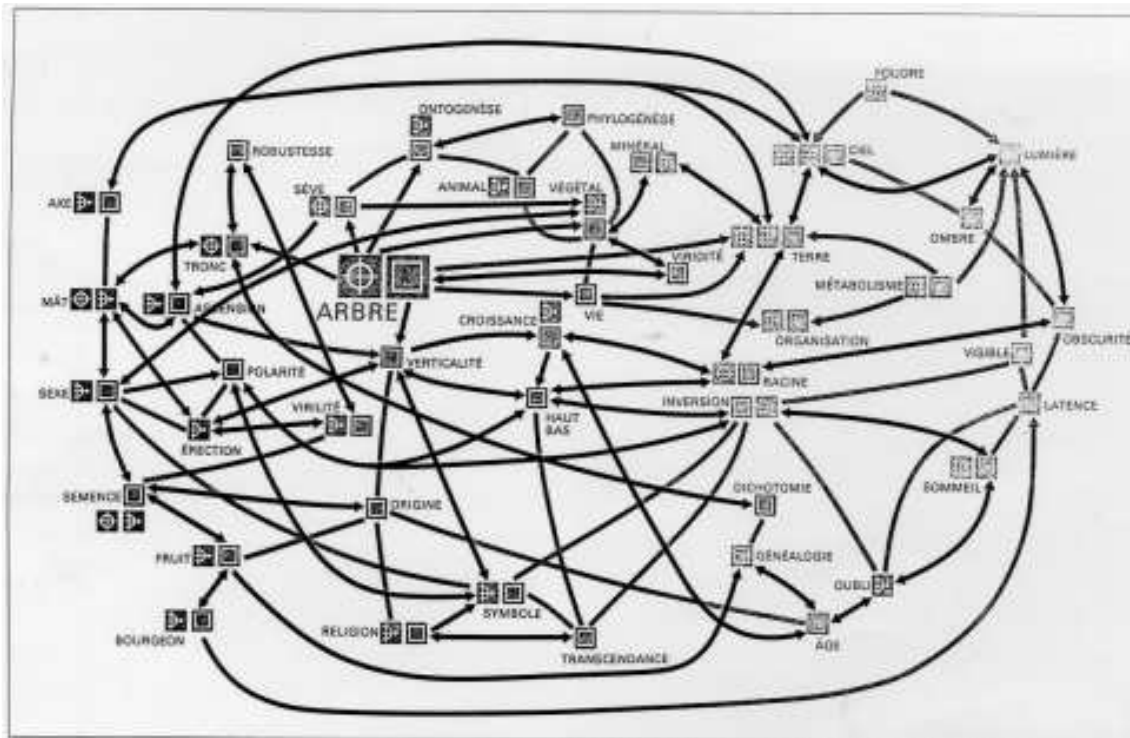 FOUDRE
ONTOGENÈSE
PHYLOGÉNÈSE
ROBUSTESSE
MINÉRAL
CIEL
LUMIÈRE
ANIMAL
VÉGÉTAL
SÈVE
AXE
OMBRE
TRONC
VIRIDITÉ
TERRE
MÉTABOLISME
MÂT
ASCENSION
ARBRE
CROISSANCE
VIE
ORGANISATION
OBSCURITÉ
VISIBLE
VERTICALITÉ
POLARITÉ
RACINE
SEXE
VIRILITÉ
HAUT
BAS
INVERSION
LATENCE
ÉRECTION
SOMMEIL
SEMENCE
DICHOTOMIE
ORIGINE
FRUIT
GÉNÉALOGIE
OUBLI
SYMBOLE
BOURGEON
RELIGION
TRANSCENDANCE
ÂGE